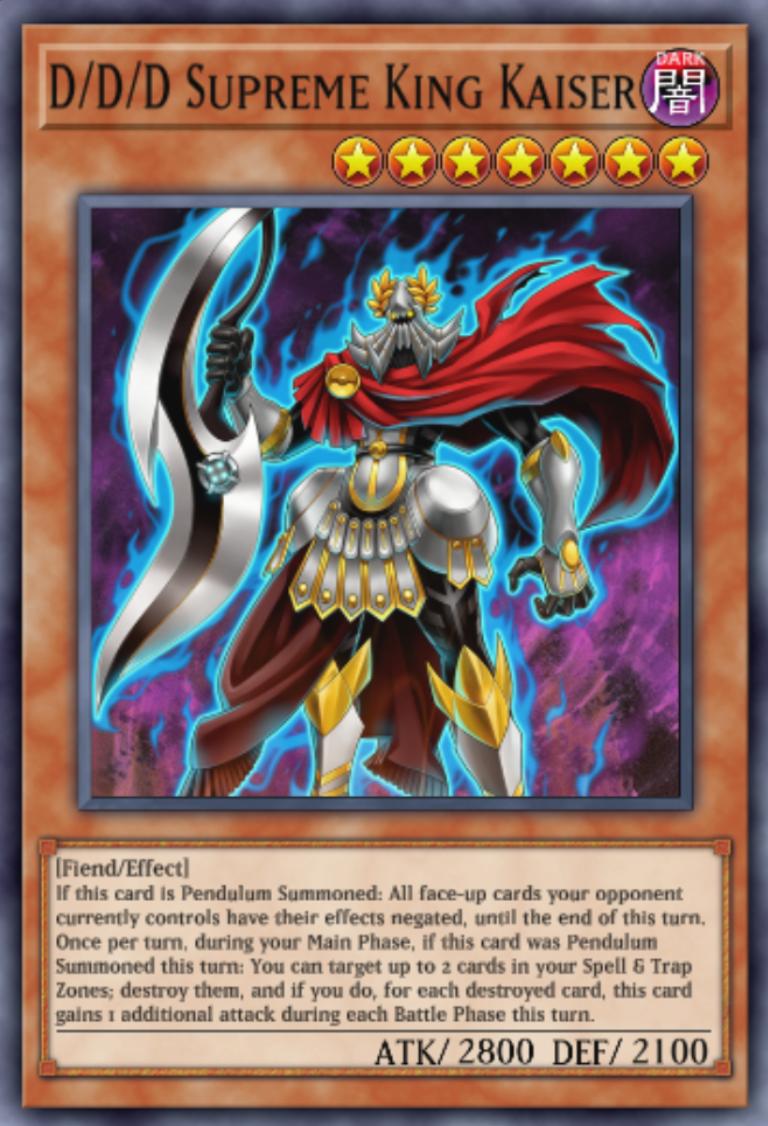 D/D/D Supreme King Kaiser
DARK
闇
[Fiend/Effect]
If this card is Pendulum Summoned: All face-up cards your opponent
currently controls have their effects negated, until the end of this turn.
Once per turn, during your Main Phase, if this card was Pendulum
Summoned this turn: You can target up to 2 cards in your Spell & Trap
Zones; destroy them, and if you do, for each destroyed card, this card
gains 1 additional attack during each Battle Phase this turn.
ATK/ 2800 DEF/ 2100